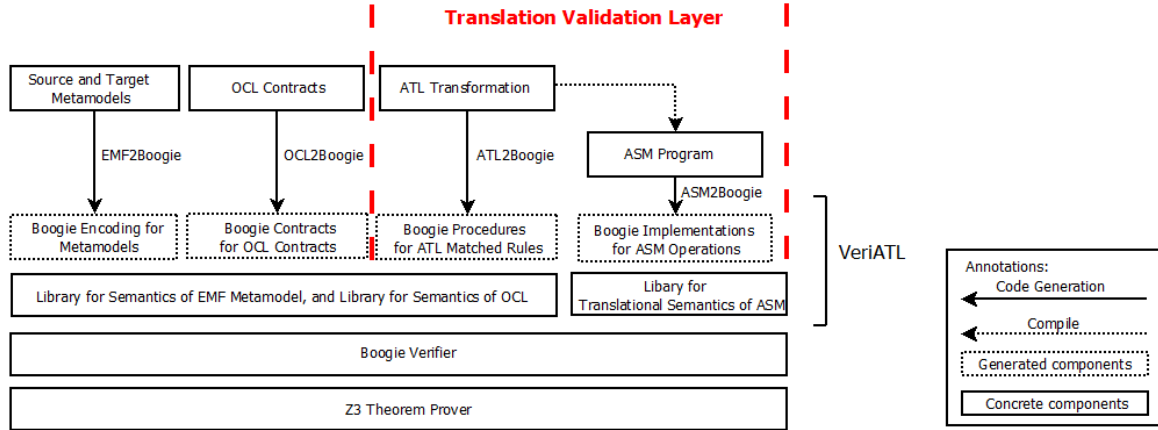 Translation Validation Layer
Source and Target
Metamodels
OCL Contracts
ATL Transformation
ASM Program
EMF2Boogie
OCL2Boogie
ATL2Boogie
ASM2Boogie
Boogie Encoding for
Metamodels
Boogie Contracts
for OCL Contracts
Boogie Procedures
for ATL Matched Rules
Boogie Implementations
for ASM Operations
VeriATL
Library for Semantics of EMF Metamodel, and Library for Semantics of OCL
Libary for
Translational Semantics of ASM
Boogie Verifier
Z3 Theorem Prover
Annotations:
Code Generation
Compile
Generated components
Concrete components